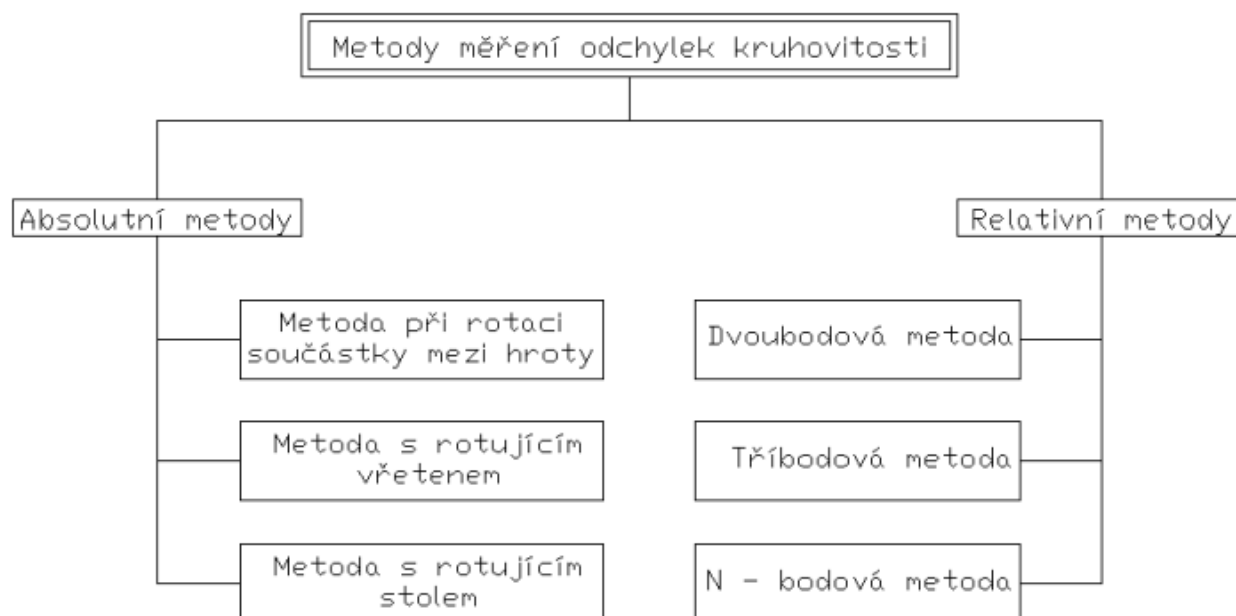 Metody měření odchylek kruhovitosti
Absolutní metody
Relativní metody
Metoda při rotaci
součástky mezi hroty
Metoda s rotujícím
vřetenem
Metoda s rotujícím
stolem
Dvoubodová metoda
Tříbodová metoda
N - bodová metoda